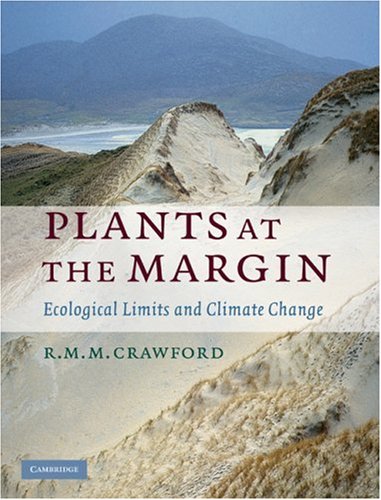 PLANTS AT
THE MARGIN
Ecological Limits and Climate Change
R.M.M. CRAWFORD
CAMBRIDGE